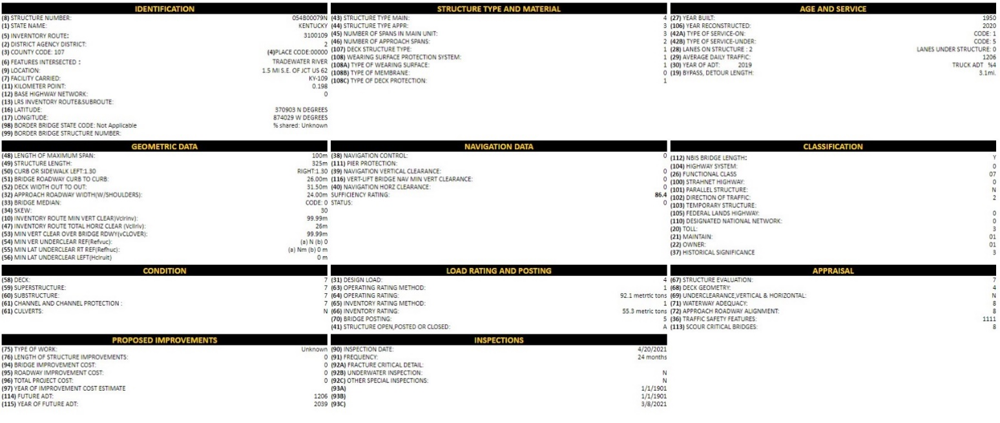 IDENTIFICATION
(8) STRUCTURE NUMBER: 054B00079N
(1) STATE NAME: KENTUCKY
(5) INVERNTORY ROUTE: 3100109
(2) DISTRICT AGENCY DISTRICT: 2
(3) COUNTY CODE: 107 (4)PLACE CODE:00000
(6) FEATURES INTERSECTED : TRADEWATER RIVER
(9) LOCATION: 1.5 MI S.E. OF JCT US 62
(7) FACILITY CARRIED: KY-109
(11) KILOMETER POINT: 0.198
(12) BASE HIGHWAY NETWORK: 0
(13) LRS INVENTORY ROUTE&SUBROUTE:
(16) LATITUDE: 370903 N DEGREES
(17) LONGITUDE: 874029 W DEGREES
(98) BORDER BRIDGE STATE CODE: Not Applicable % shared: Unknown
(99) BORDER BRIDGE STRUCTURE NUMBER:
STRUCTURE TYPE AND MATERIAL
(43) STRUCTURE TYPE MAIN: 4
(44) STRUCTURE TYPE APPR: 3
(45) NUMBER OF SPANS IN MAIN UNIT: 3
(46) NUMBER OF APPROACH SPANS: 2
(107) DECK STRUCTURE TYPE: 1
(108) WEARING SURFACE PROTECTION SYSTEM: 1
(108A) TYPE OF WEARING SURFACE: 1
(108B) TYPE OF MEMBRANE: 0
(108C) TYPE OF DECK PROTECTION: 1
AGE AND SERVICE
(27) YEAR BUILT: 1950
(106) YEAR RECONSTRUCTED: 2020
(42A) TYPE OF SERVICE-ON: CODE: 1
(42B) TYPE OF SERVICE-UNDER: CODE: 5
(28) LANES ON STRUCTURE : 2 LANES UNDER STRUCTURE: 0
(29) AVERAGE DAILY TRAFFIC: 1206
(30) YEAR OF ADT: 2019 TRUCK ADT %4
(19) BYPASS, DETOUR LENGTH: 3.1mi.
GEOMETRIC DATA
(48) LENGTH OF MAXIMUM SPAN: 100m
(49) STRUCTURE LENGTH: 325m
(50) CURB OR SIDEWALK LEFT:1.30 RIGHT:1.30
(51) BRIDGE ROADWAY CURB TO CURB: 26.00m
(52) DECK WIDTH OUT TO OUT: 31.50m
(32) APPROACH ROADWAY WIDTH(W/SHOULDERS): 24.00m
(33) BRIDGE MEDIAN: CODE: 0
(34) SKEW: 30
(10) INVENTORY ROUTE MIN VERT CLEAR)Vclrinv): 99.99m
(47) INVENTORY ROUTE TOTAL HORIZ CLEAR (Vcllriv): 26m
(53) MIN VERT CLEAR OVER BRIDGE RDWY(vCLOVER): 99.99m
(54) MIN VER UNDERCLEAR REF(Refvuc): (a) N (b) 0
(55) MIN LAT UNDERCLEAR RT REF(Refhuc): (a) Nm (b) 0 m
(56) MIN LAT UNDERCLEAR LEFT(Hclruit) 0 m
NAVIGATION DATA
(38) NAVIGATION CONTROL: 0
(111) PIER PROTECTION:
(39) NAVIGATION VERTICAL CLEARANCE: 0
(116) VERT-LIFT BRIDGE NAV MIN VERT CLEARANCE: 0
(40) NAVIGATION HORZ CLEARANCE: 0
SUFFICIENCY RATING: 86.4
STATUS: 0
CLASSIFICATION
(112) NBIS BRIDGE LENGTH: Y
(104) HIGHWAY SYSTEM: 0
(26) FUNCTIONAL CLASS 07
(100) STRAHNET HIGHWAY: 0
(101) PARALLEL STRUCTURE: N
(102) DIRECTION OF TRAFFIC: 2
(103) TEMPORARY STRUCTURE:
(105) FEDERAL LANDS HIGHWAY: 0
(110) DESIGNATED NATIONAL NETWORK: 0
(20) TOLL: 3
(21) MAINTAIN: 01
(22) OWNER: 01
(37) HISTORICAL SIGNIFICANCE 3
CONDITION
(58) DECK: 7
(59) SUPERSTRUCTURE: 7
(60) SUBSTRUCTURE: 7
(61) CHANNEL AND CHANNEL PROTECTION : 7
(61) CULVERTS: N
LOAD RATING AND POSTING
(31) DESIGN LOAD: 4
(63) OPERATING RATING METHOD: 1
(64) OPERATING RATING: 92.1 metrtic tons
(65) INVENTORY RATING METHOD: 1
(66) INVENTORY RATING: 55.3 metric tons
(70) BRIDGE POSTING: 5
(41) STRUCTURE OPEN,POSTED OR CLOSED: A
APPRAISAL
(67) STRUCTURE EVALUATION: 7
(68) DECK GEOMETRY: 4
(69) UNDERCLEARANCE,VERTICAL & HORIZONTAL: N
(71) WATERWAY ADEQUACY: 8
(72) APPROACH ROADWAY ALIGNMENT: 8
(36) TRAFFIC SAFETY FEATURES: 1111
(113) SCOUR CRITICAL BRIDGES: 8
PROPOSED IMPROVEMENTS
(75) TYPE OF WORK: Unknown
(76) LENGTH OF STRUCTURE IMPROVEMENTS: 0
(94) BRIDGE IMPROVEMENT COST: 0
(95) ROADWAY IMPROVEMENT COST: 0
(96) TOTAL PROJECT COST: 0
(97) YEAR OF IMPROVEMENT COST ESTIMATE
(114) FUTURE ADT: 1206
(115) YEAR OF FUTURE ADT: 2039
INSPECTIONS
(90) INSPECTION DATE: 4/20/2021
(91) FREQUENCY: 24 months
(92A) FRACTURE CRITICAL DETAIL:
(92B) UNDERWATER INSPECTION: N
(92C) OTHER SPECIAL INSPECTIONS: N
(93A) 1/1/1901
(93B) 1/1/1901
(93C) 3/8/2021